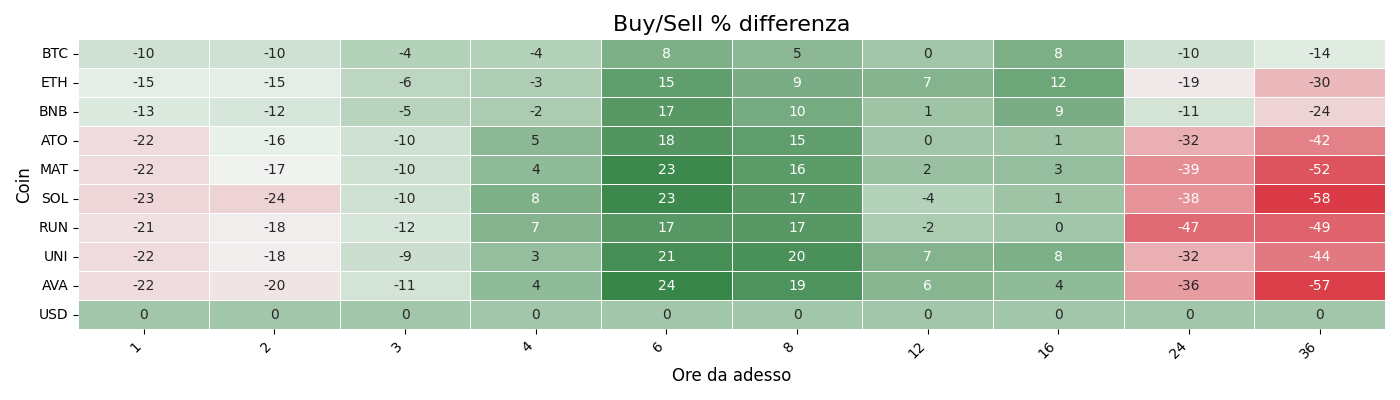 Buy/Sell % differenza
Coin
BTC -10 -10 -4 -4 8 5 0 8 -10 -14
ETH -15 -15 -6 -3 15 9 7 12 -19 -30
BNB -13 -12 -5 -2 17 10 1 9 -11 -24
ATO -22 -16 -10 5 18 15 0 1 -32 -42
MAT -22 -17 -10 4 23 16 2 3 -39 -52
SOL -23 -24 -10 8 23 17 -4 1 -38 -58
RUN -21 -18 -12 7 17 17 -2 0 -47 -49
UNI -22 -18 -9 3 21 20 7 8 -32 -44
AVA -22 -20 -11 4 24 19 6 4 -36 -57
USD 0 0 0 0 0 0 0 0 0 0
1 2 3 4 6 8 12 16 24 36
Ore da adesso